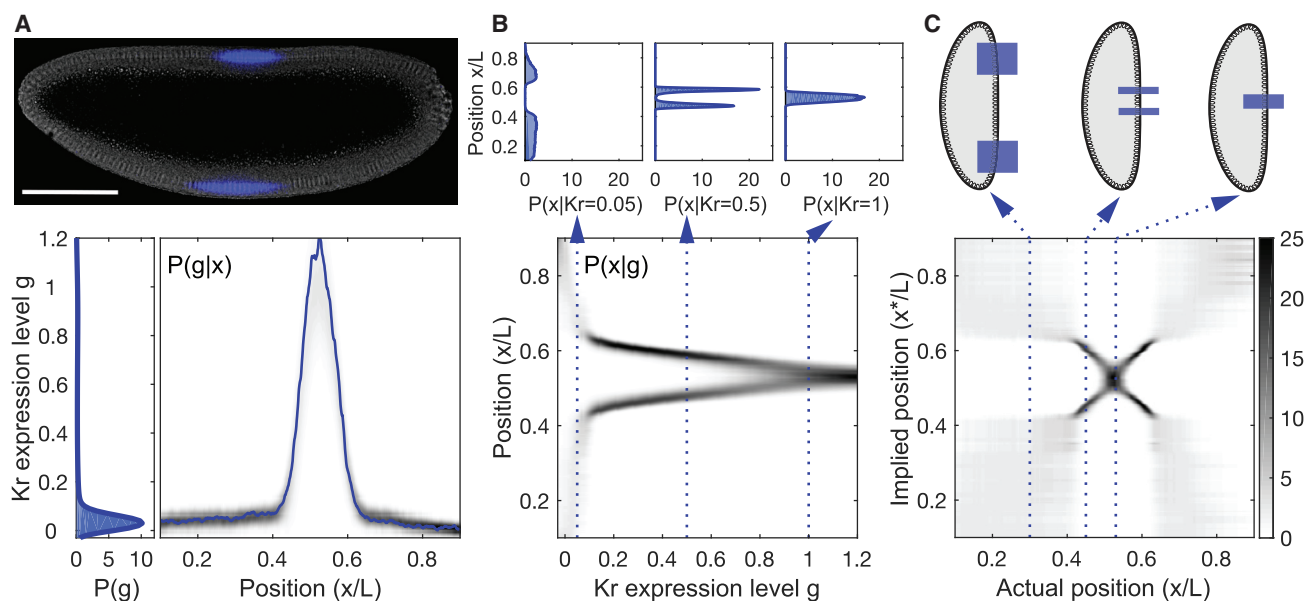 A
B
C
Position x/L
0.8
0.6
0.4
0.2
0 10 20
0 10 20
0 10 20
P(x|Kr=0.05)
P(x|Kr=0.5)
P(x|Kr=1)
1.2
1
0.8
0.6
0.4
0.2
0
Kr expression level g
0 5 10
P(g)
P(g|x)
0.2 0.4 0.6 0.8
Position (x/L)
P(x|g)
0.8
0.6
0.4
0.2
Position (x/L)
0 0.2 0.4 0.6 0.8 1.0 1.2
Kr expression level g
0.8
0.6
0.4
0.2
Implied position (x*/L)
0.2 0.4 0.6 0.8
Actual position (x/L)
25
20
15
10
5
0